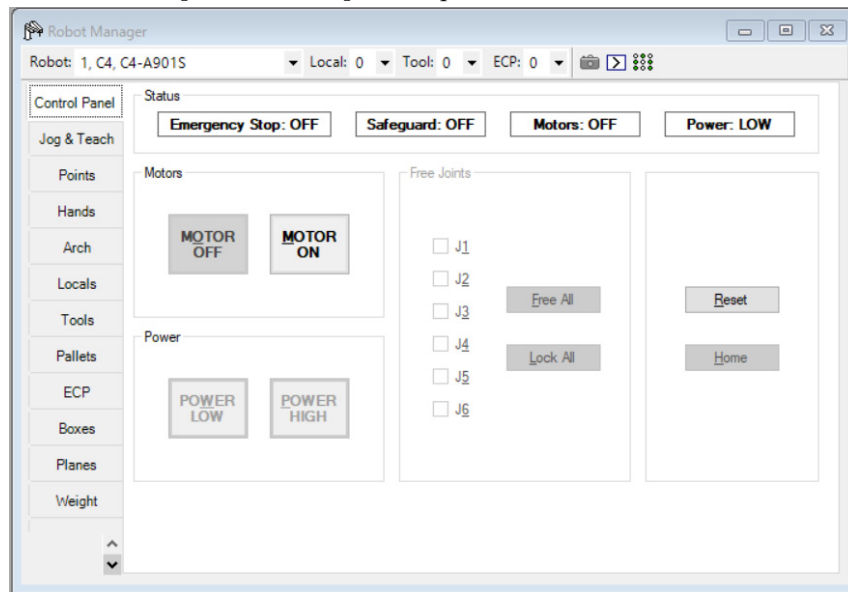 Robot Manager
Robot: 1, C4, C4-A901S Local: 0 Tool: 0 ECP: 0
Control Panel
Jog & Teach
Points
Hands
Arch
Locals
Tools
Pallets
ECP
Boxes
Planes
Weight
Status
Emergency Stop: OFF Safeguard: OFF Motors: OFF Power: LOW
Motors
MOTOR OFF
MOTOR ON
Power
POWER LOW
POWER HIGH
Free Joints
J1
J2
J3
J4
J5
J6
Free All
Lock All
Reset
Home